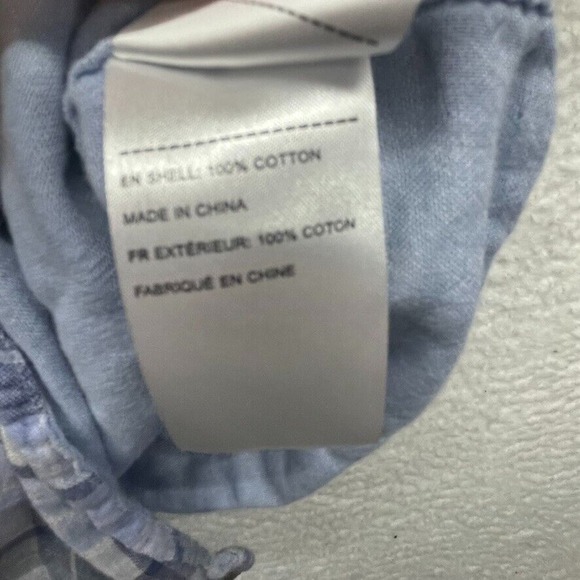 EN SHELL: 100% COTTON
MADE IN CHINA
FR EXTÉRIEUR: 100% COTON
FABRIQUÉ EN CHINE